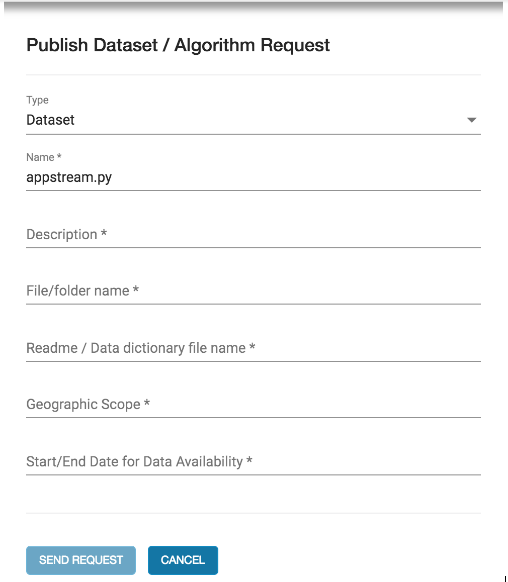 Publish Dataset / Algorithm Request
Type
Dataset
Name *
appstream.py
Description *
File/folder name *
Readme / Data dictionary file name *
Geographic Scope *
Start/End Date for Data Availability *
SEND REQUEST
CANCEL